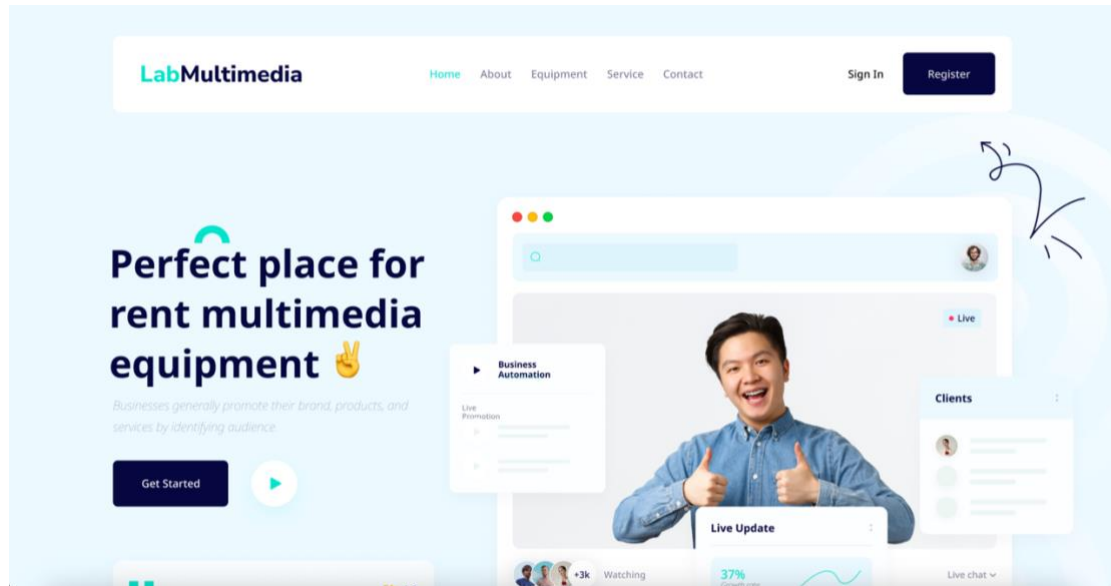 LabMultimedia
Home About Equipment Service Contact
Sign In
Register
Perfect place for
rent multimedia
equipment ✌
Businesses generally promote their brand, products, and
services by identifying audience
Get Started
Live
Business
Automation
Live
Promotion
Clients
Live Update
+3k Watching
37%
Growth rate
Live chat